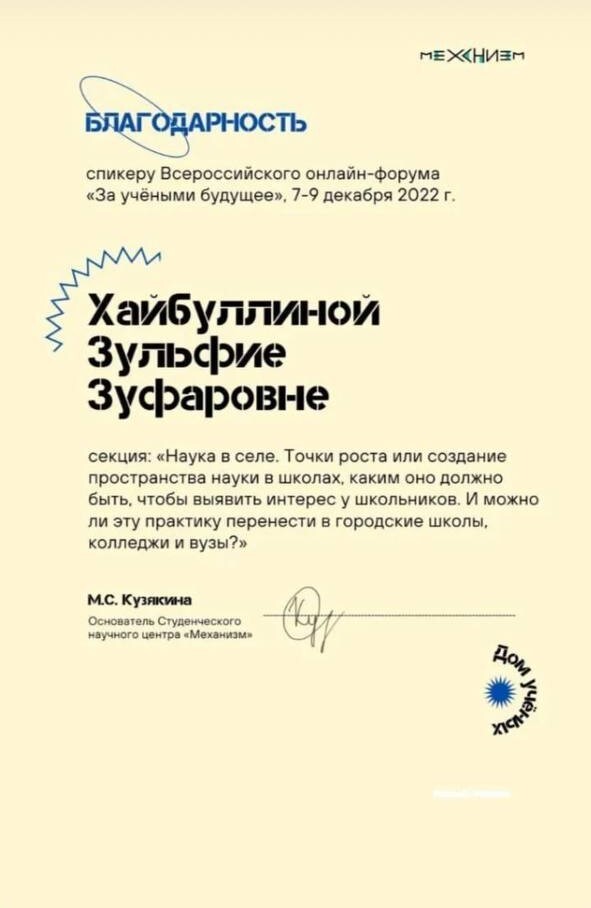 МЕХАНИЗМ
БЛАГОДАРНОСТЬ
спикеру Всероссийского онлайн-форума
«За учёными будущее», 7-9 декабря 2022 г.
Хайбуллиной
Зульфие
Зуфаровне
секция: «Наука в селе. Точки роста или создание
пространства науки в школах, каким оно должно
быть, чтобы выявить интерес у школьников. И можно
ли эту практику перенести в городские школы,
колледжи и вузы?»
М.С. Кузякина
Основатель Студенческого
научного центра «Механизм»
Дом учёных